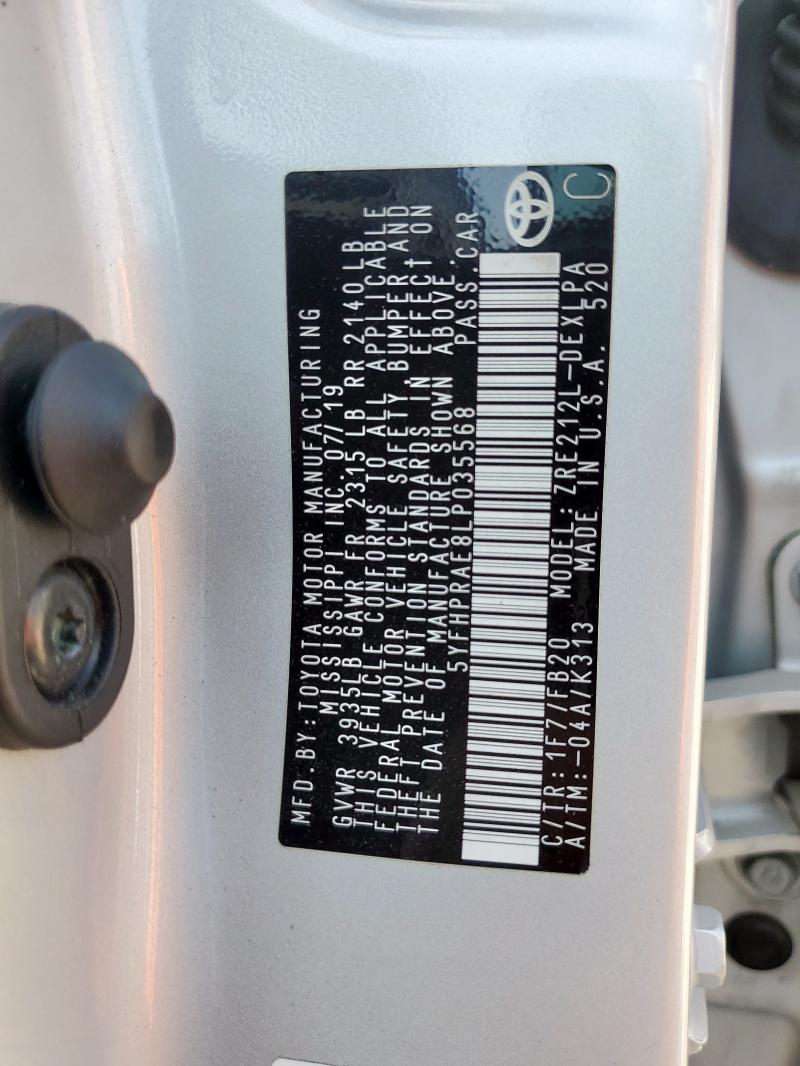 MFD.BY:TOYOTA MOTOR MANUFACTURING
MISSISSIPPI INC.07/19
GVWR 3935LB GAWR FR 2315 LB RR 2140LB
THIS VEHICLE CONFORMS TO ALL APPLICABLE
FEDERAL MOTOR VEHICLE SAFETY, BUMPER AND
THEFT PREVENTION STANDARDS IN EFFECT ON
THE DATE OF MANUFACTURE SHOWN ABOVE.
5YFHPRAE8LP035568 PASS.CAR
C/TR:1F7/FB20 MODEL:ZRE212L-DEXLPA
A/TM:-04A/K313 MADE IN U.S.A. 520
C